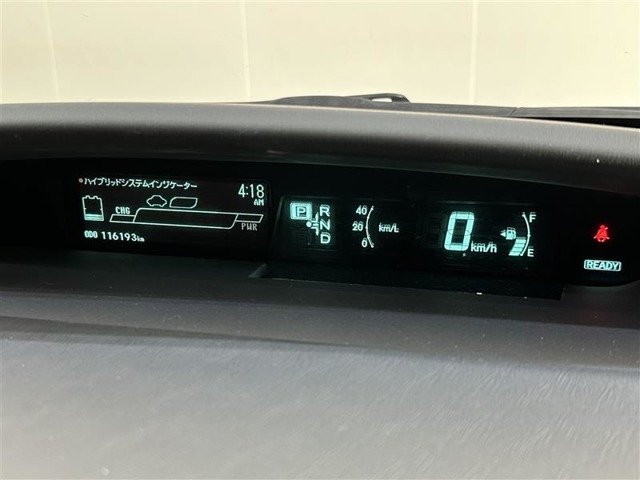 ハイブリッドシステムインジケーター
4:18
AM
CHG
PWR
ODO 116193km
P
R
N
D
40
20
0
km/L
0 km/h
F
E
READY